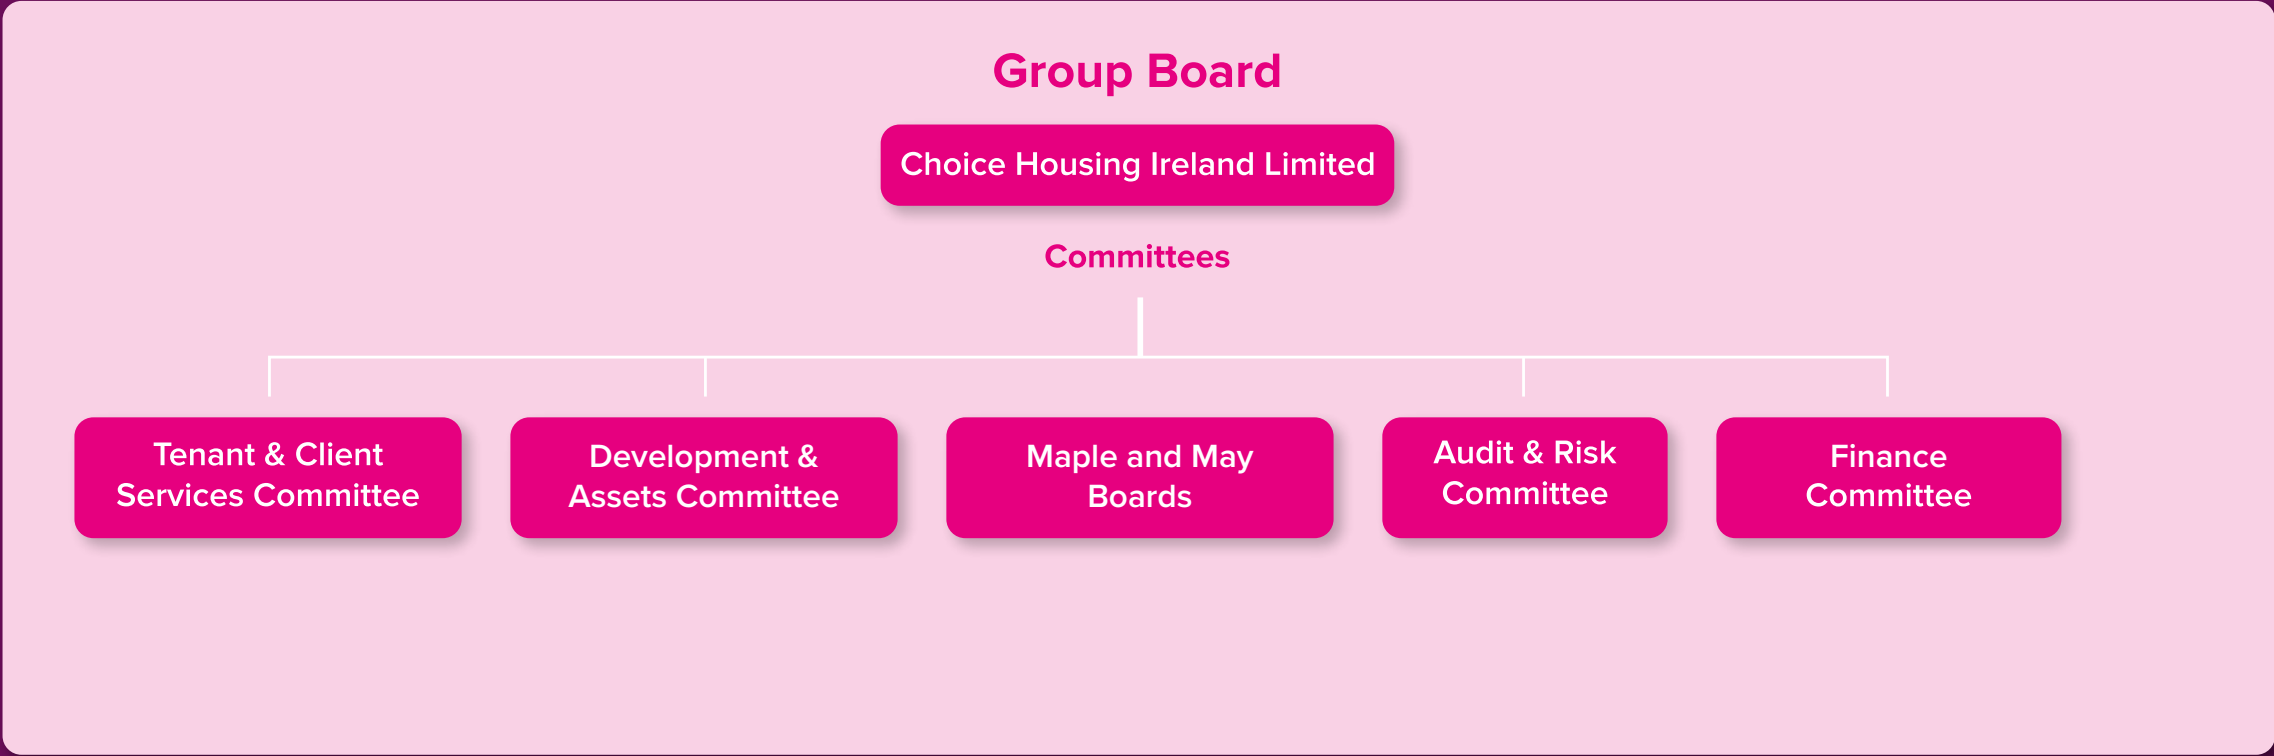 Group Board
Choice Housing Ireland Limited
Committees
Tenant & Client
Services Committee
Development &
Assets Committee
Maple and May
Boards
Audit & Risk
Committee
Finance
Committee